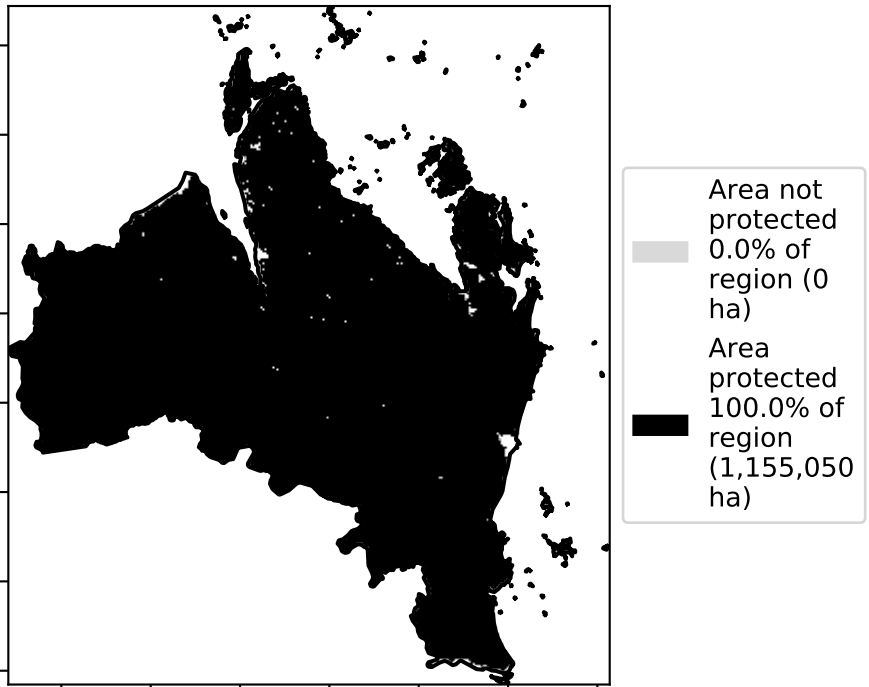 Area not
protected
0.0% of
region (0
ha)
Area
protected
100.0% of
region
(1,155,050
ha)